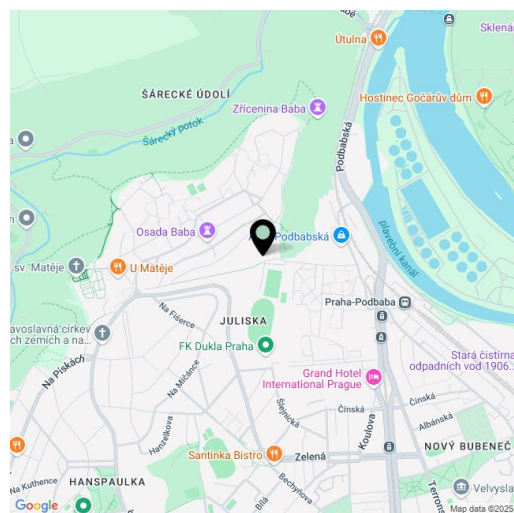 Útulna
Sklená
ŠÁRECKÉ ÚDOLÍ
Zřícenina Baba
Hostinec Gočárův dům
Šárecký potok
Podbabská
plavební kanál
Osada Baba
Podbabská
sv. Matěje
U Matěje
Praha-Podbaba
Na Fišerce
JULISKA
avoslavná církev
ch zemích a na...
FK Dukla Praha
Stará čistírna
odpadních vod 1906...
Na Pískách
Na Míčánce
Grand Hotel
International Prague
Šlejnická
Čínská
Čínská
Albánská
Hanzelkova
Koulova
Santinka Bistro
Zelená
NOVÝ BUBENEČ
Na Kuthence
HANSPAULKA
Bechyňova
Bílá
Terrons
Velvysla
Google
Map data ©2025